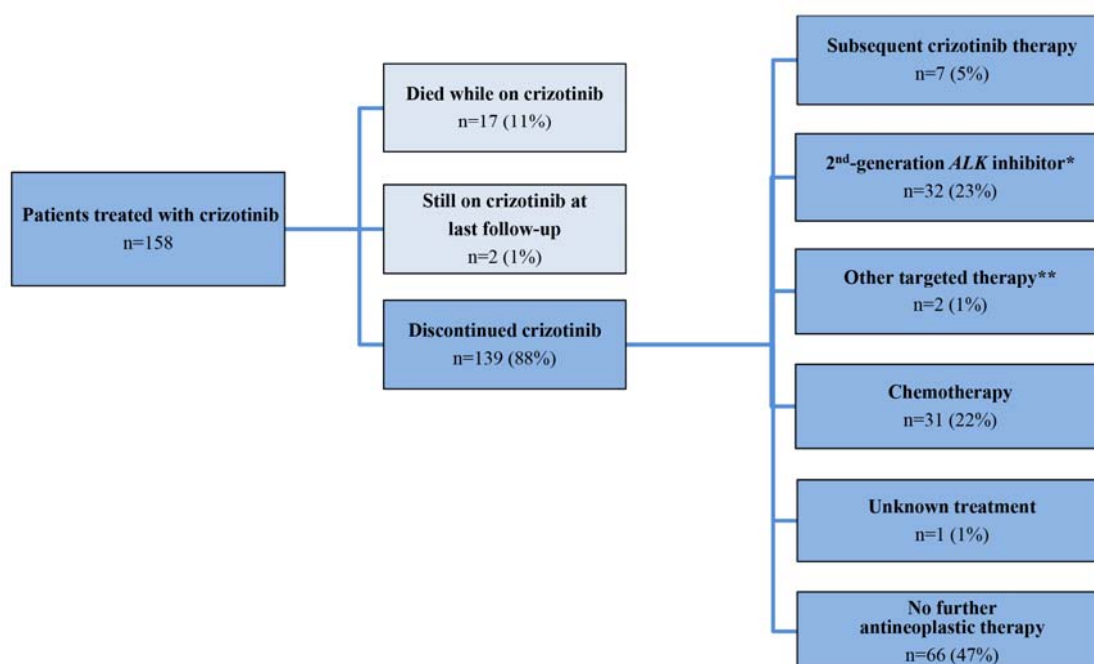 Patients treated with crizotinib
n=158
Died while on crizotinib
n=17 (11%)
Still on crizotinib at
last follow-up
n=2 (1%)
Discontinued crizotinib
n=139 (88%)
Subsequent crizotinib therapy
n=7 (5%)
2nd-generation ALK inhibitor*
n=32 (23%)
Other targeted therapy**
n=2 (1%)
Chemotherapy
n=31 (22%)
Unknown treatment
n=1 (1%)
No further
antineoplastic therapy
n=66 (47%)